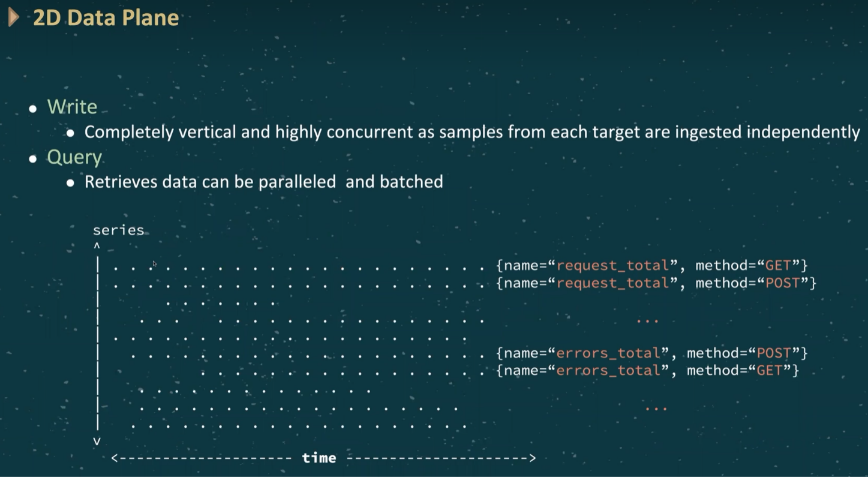 2D Data Plane
Write
Completely vertical and highly concurrent as samples from each target are ingested independently
Query
Retrieves data can be paralleled and batched
series
{name="request_total", method="GET"}
{name="request_total", method="POST"}
...
{name="errors_total", method="POST"}
{name="errors_total", method="GET"}
...
time